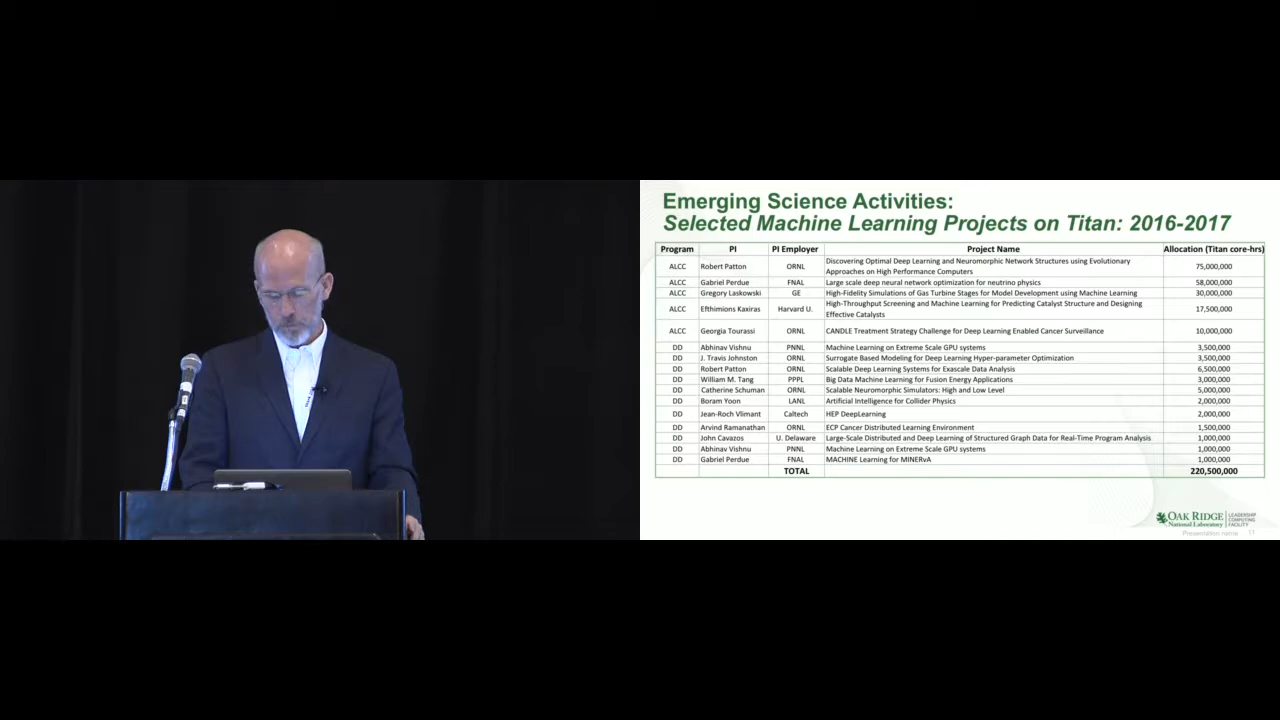 Emerging Science Activities:
Selected Machine Learning Projects on Titan: 2016-2017
Program PI PI Employer Project Name Allocation (Titan core-hrs)
ALCC Robert Patton ORNL Discovering Optimal Deep Learning and Neuromorphic Network Structures using Evolutionary
Approaches on High Performance Computers 75,000,000
ALCC Gabriel Perdue FNAL Large scale deep neural network optimization for neutrino physics 58,000,000
ALCC Gregory Laskowski GE High-Fidelity Simulations of Gas Turbine Stages for Model Development using Machine Learning 30,000,000
ALCC Efthimions Kaxiras Harvard U. High-Throughput Screening and Machine Learning for Predicting Catalyst Structure and Designing
Effective Catalysts 17,500,000
ALCC Georgia Tourassi ORNL CANDLE Treatment Strategy Challenge for Deep Learning Enabled Cancer Surveillance 10,000,000
DD Abhinav Vishnu PNNL Machine Learning on Extreme Scale GPU systems 3,500,000
DD J. Travis Johnston ORNL Surrogate Based Modeling for Deep Learning Hyper-parameter Optimization 3,500,000
DD Robert Patton ORNL Scalable Deep Learning Systems for Exascale Data Analysis 6,500,000
DD William M. Tang PPPL Big Data Machine Learning for Fusion Energy Applications 3,000,000
DD Catherine Schuman ORNL Scalable Neuromorphic Simulators: High and Low Level 5,000,000
DD Boram Yoon LANL Artificial Intelligence for Collider Physics 2,000,000
DD Jean-Roch Vlimant Caltech HEP DeepLearning 2,000,000
DD Arvind Ramanathan ORNL ECP Cancer Distributed Learning Environment 1,500,000
DD John Cavazos U. Delaware Large-Scale Distributed and Deep Learning of Structured Graph Data for Real-Time Program Analysis 1,000,000
DD Abhinav Vishnu PNNL Machine Learning on Extreme Scale GPU systems 1,000,000
DD Gabriel Perdue FNAL MACHINE Learning for MINERvA 1,000,000
TOTAL 220,500,000
OAK RIDGE
National Laboratory
LEADERSHIP
COMPUTING
FACILITY
Presentation name 11